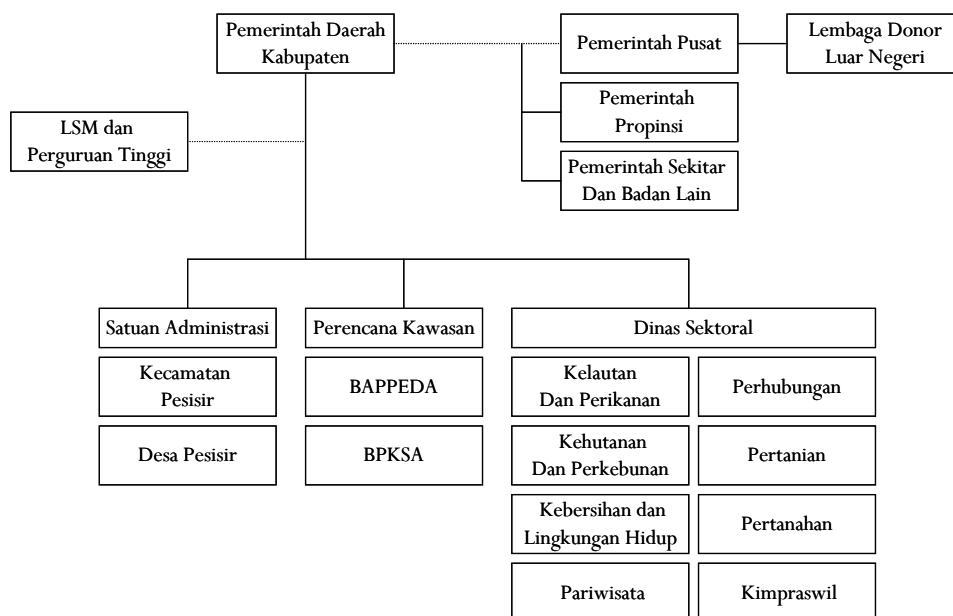 Pemerintah Daerah
Kabupaten
Pemerintah Pusat
Lembaga Donor
Luar Negeri
Pemerintah
Propinsi
LSM dan
Perguruan Tinggi
Pemerintah Sekitar
Dan Badan Lain
Satuan Administrasi
Perencana Kawasan
Dinas Sektoral
Kecamatan
Pesisir
BAPPEDA
Kelautan
Dan Perikanan
Perhubungan
Desa Pesisir
BPKSA
Kehutanan
Dan Perkebunan
Pertanian
Kebersihan dan
Lingkungan Hidup
Pertanahan
Pariwisata
Kimpraswil